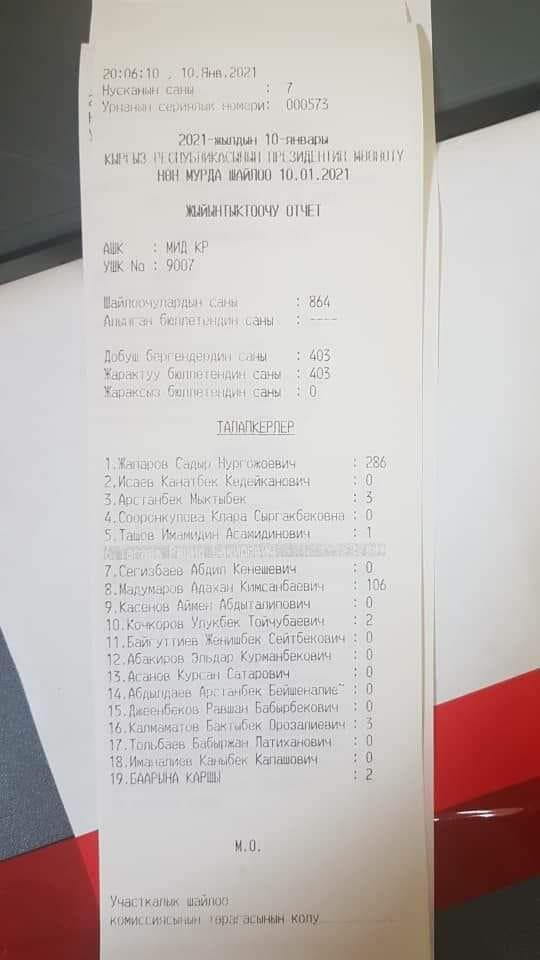 20:06:10 , 10.Янв.2021
Нусканын саны : 7
Урнанын сериялык номери: 000573
2021-жылдын 10-январы
КЫРГЫЗ РЕСПУБЛИКАСЫНЫН ПРЕЗИДЕНТИН МӨӨНӨТҮ
НӨН МУРДА ШАЙЛОО 10.01.2021
ЖЫЙЫНТЫКТООЧУ ОТЧЕТ
АШК : МИД КР
УШК No : 9007
Шайлоочулардын саны : 864
Алынган бюллетендин саны : ----
Добуш бергендердин саны : 403
Жарактуу бюллетендин саны : 403
Жараксыз бюллетендин саны : 0
ТАЛАПКЕРЛЕР
1.Жапаров Садыр Нургожоевич : 286
2.Исаев Канатбек Кедейканович : 0
3.Арстанбек Мыктыбек : 3
4.Сооронкулова Клара Сыргакбековна : 0
5.Ташов Имамидин Асамидинович : 1
7.Сегизбаев Абдил Кенешевич : 0
8.Мадумаров Адахан Кимсанбаевич : 106
9.Касенов Аймен Абдыталипович : 0
10.Кочкоров Улукбек Тойчубаевич : 2
11.Байгуттиев Женишбек Сейтбекович : 0
12.Абакиров Эльдар Курманбекович : 0
13.Асанов Курсан Сатарович : 0
14.Абдылдаев Арстанбек Бейшеналие~ : 0
15.Джеенбеков Равшан Бабырбекович : 0
16.Калмаматов Бактыбек Орозалиевич : 3
17.Тольбаев Бабыржан Патиханович : 0
18.Иманалиев Каныбек Капашович : 0
19.БААРЫНА КАРШЫ : 2
М.О.
Участкалык шайлоо
комиссиясынын төрагасынын колу